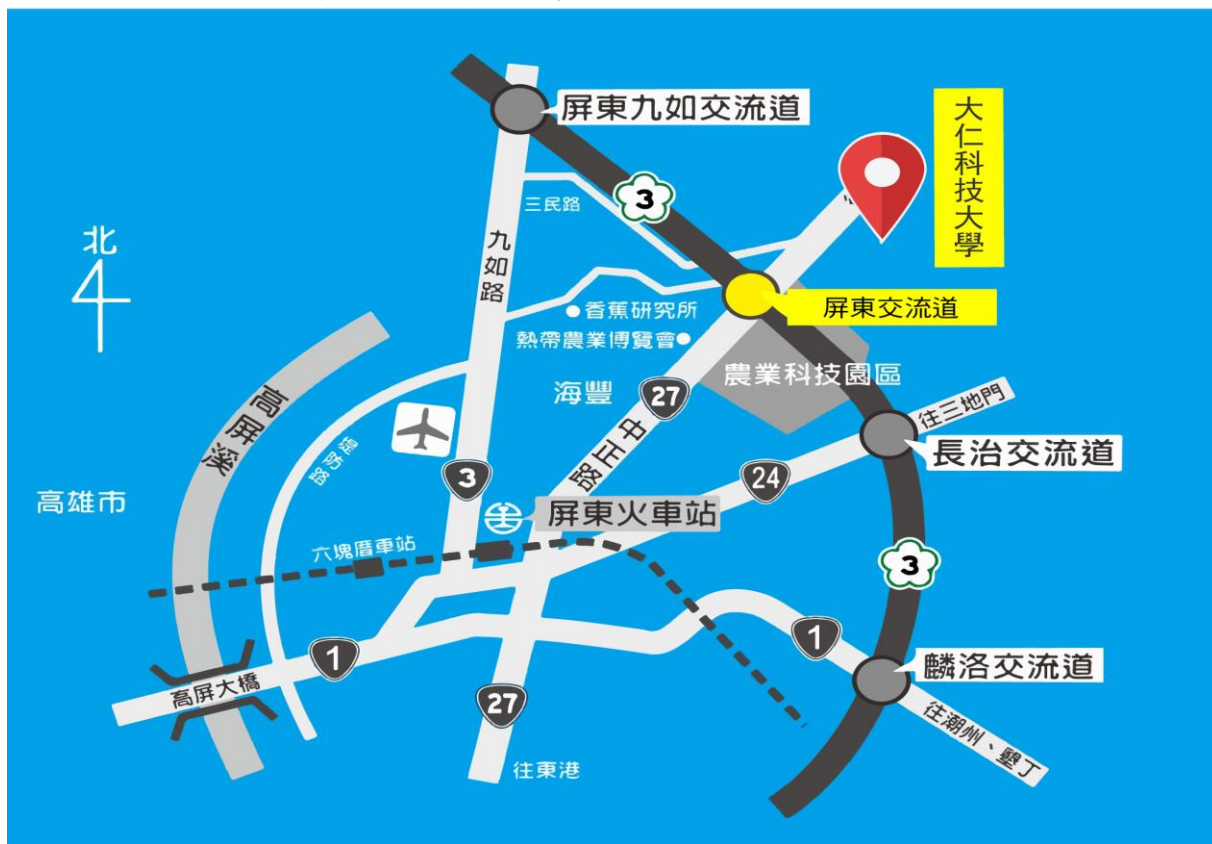 屏東九如交流道
大仁科技大學
3
三民路
北
九如路
香蕉研究所
屏東交流道
熱帶農業博覽會
農業科技園區
海豐
27
往三地門
高屏溪
堤防路
中正路
長治交流道
3
24
高雄市
屏東火車站
六塊厝車站
3
1
1
麟洛交流道
高屏大橋
27
往潮州、墾丁
往東港